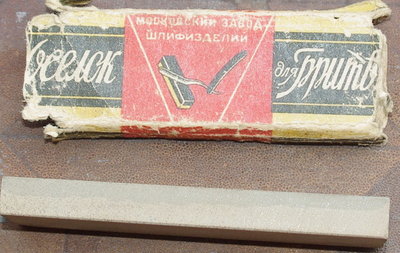 МОСКОВСКИЙ ЗАВОД
ШЛИФИЗДЕЛИЙ
Оселок для Бритв